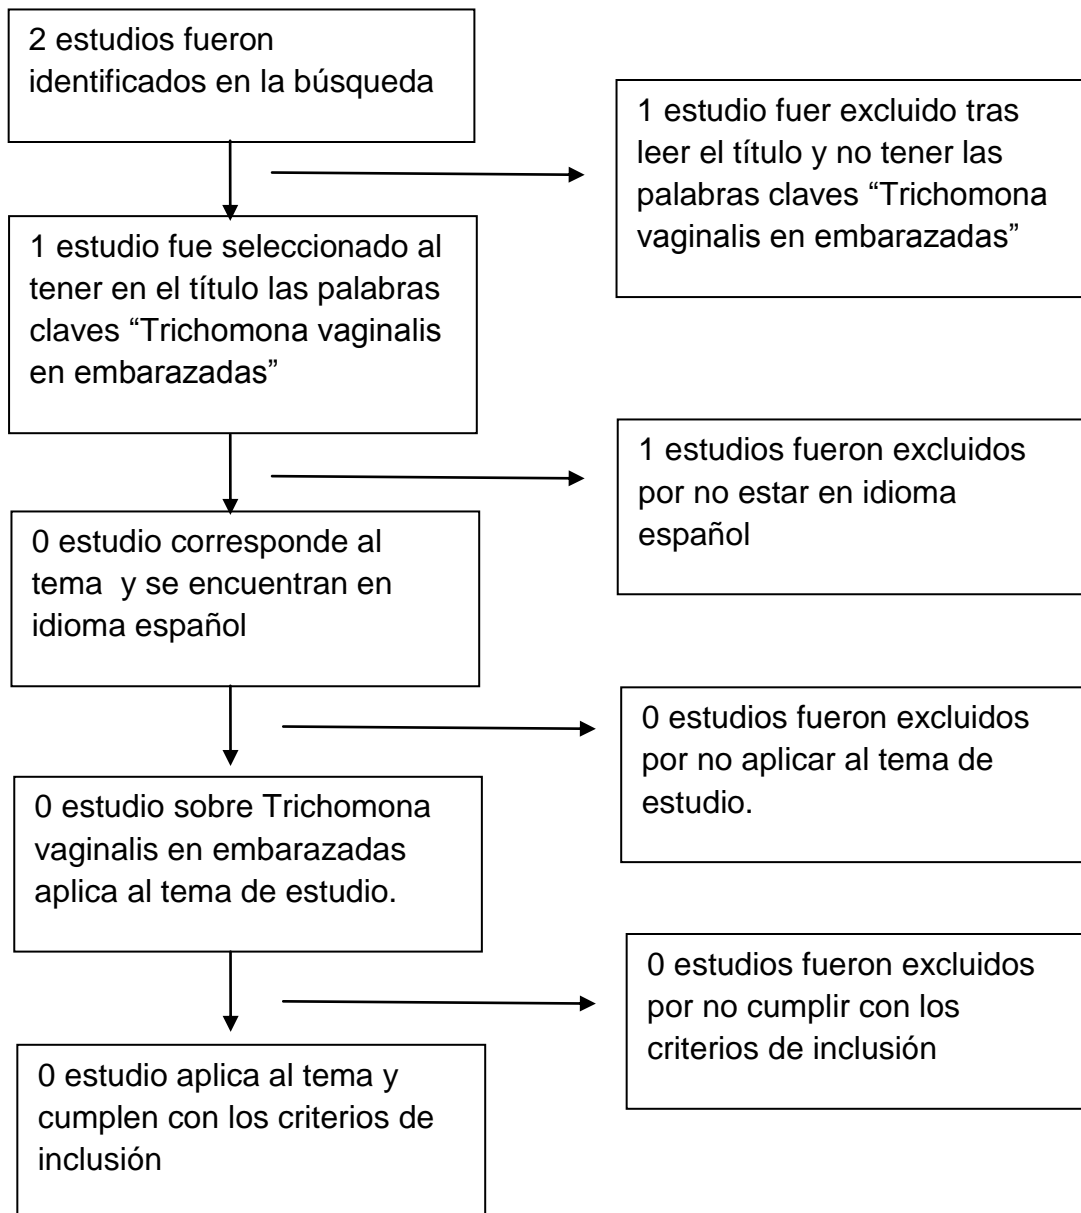 2 estudios fueron
identificados en la búsqueda
1 estudio fuer excluido tras
leer el título y no tener las
palabras claves “Trichomona
vaginalis en embarazadas”
1 estudio fue seleccionado al
tener en el título las palabras
claves “Trichomona vaginalis
en embarazadas”
1 estudios fueron excluidos
por no estar en idioma
español
0 estudio corresponde al
tema y se encuentran en
idioma español
0 estudios fueron excluidos
por no aplicar al tema de
estudio.
0 estudio sobre Trichomona
vaginalis en embarazadas
aplica al tema de estudio.
0 estudios fueron excluidos
por no cumplir con los
criterios de inclusión
0 estudio aplica al tema y
cumplen con los criterios de
inclusión